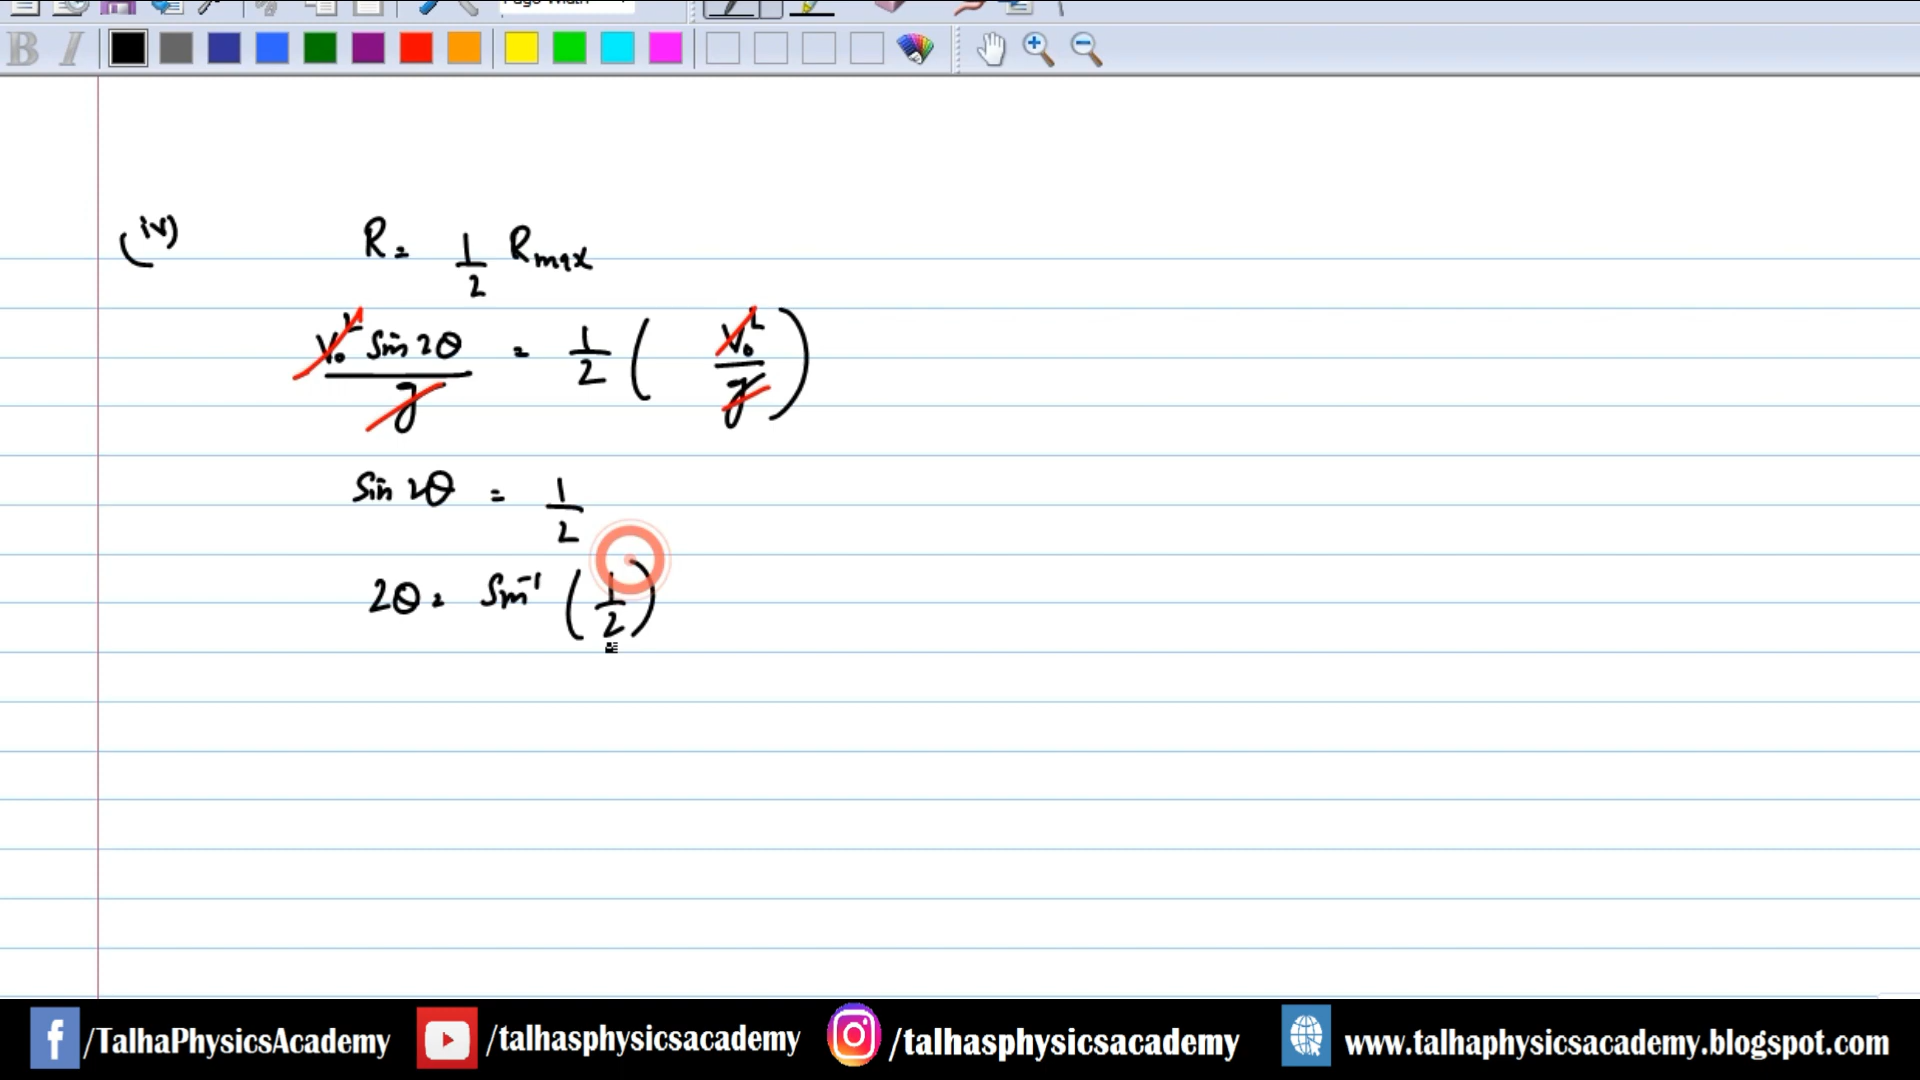 B I
(iv) R = 1/2 Rmax
V₀² Sin 2θ / g = 1/2 ( V₀² / g )
Sin 2θ = 1/2
2θ = Sin⁻¹ ( 1/2 )
/TalhaPhysicsAcademy /talhasphysicsacademy /talhasphysicsacademy www.talhaphysicsacademy.blogspot.com